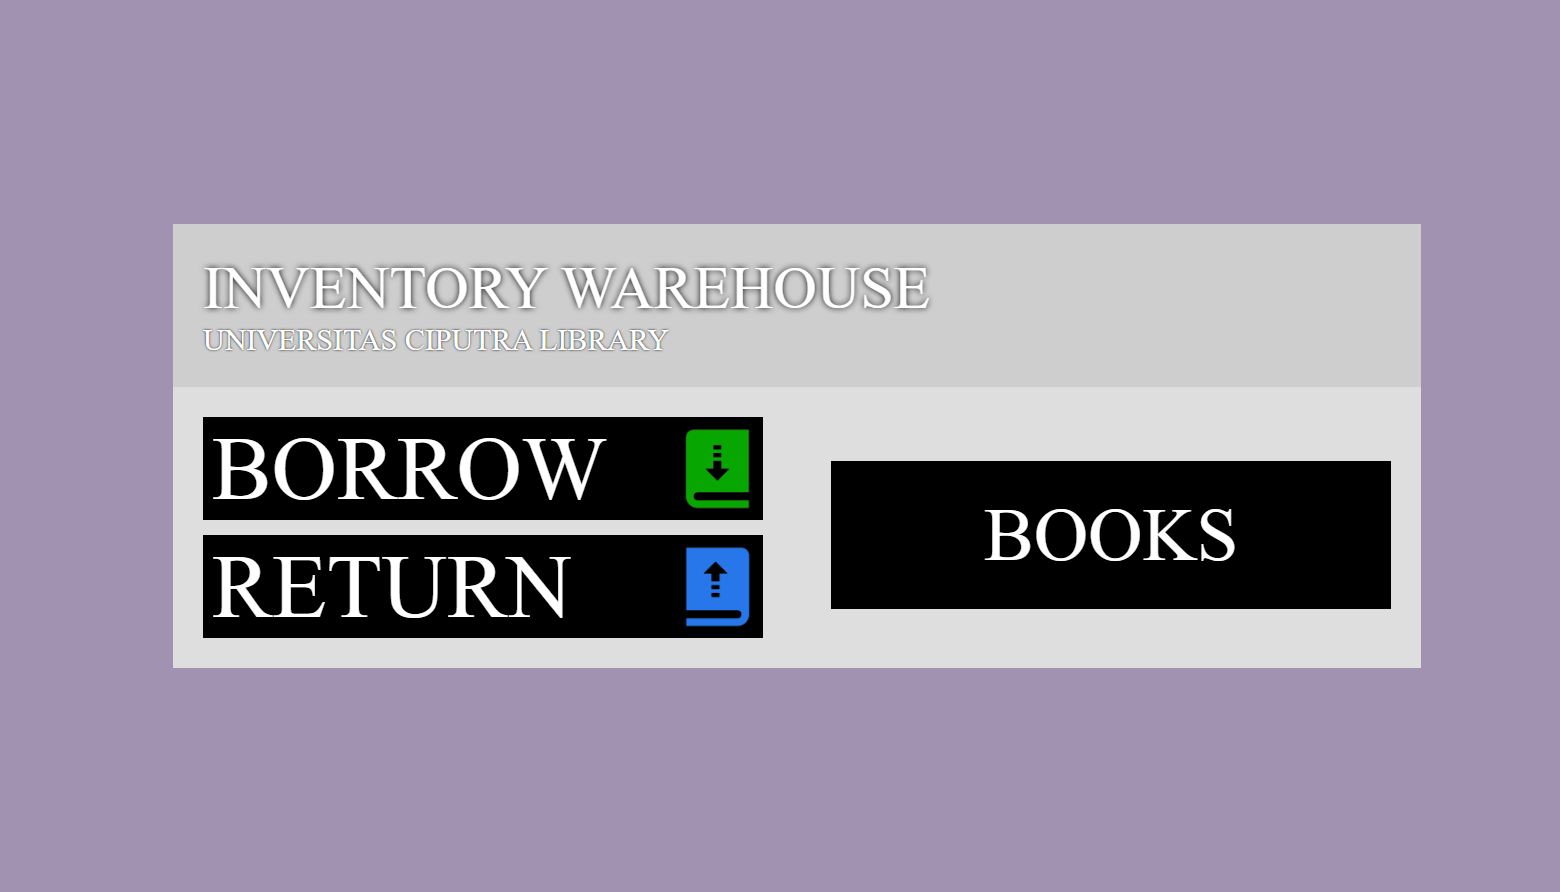 INVENTORY WAREHOUSE
UNIVERSITAS CIPUTRA LIBRARY
BORROW
RETURN
BOOKS